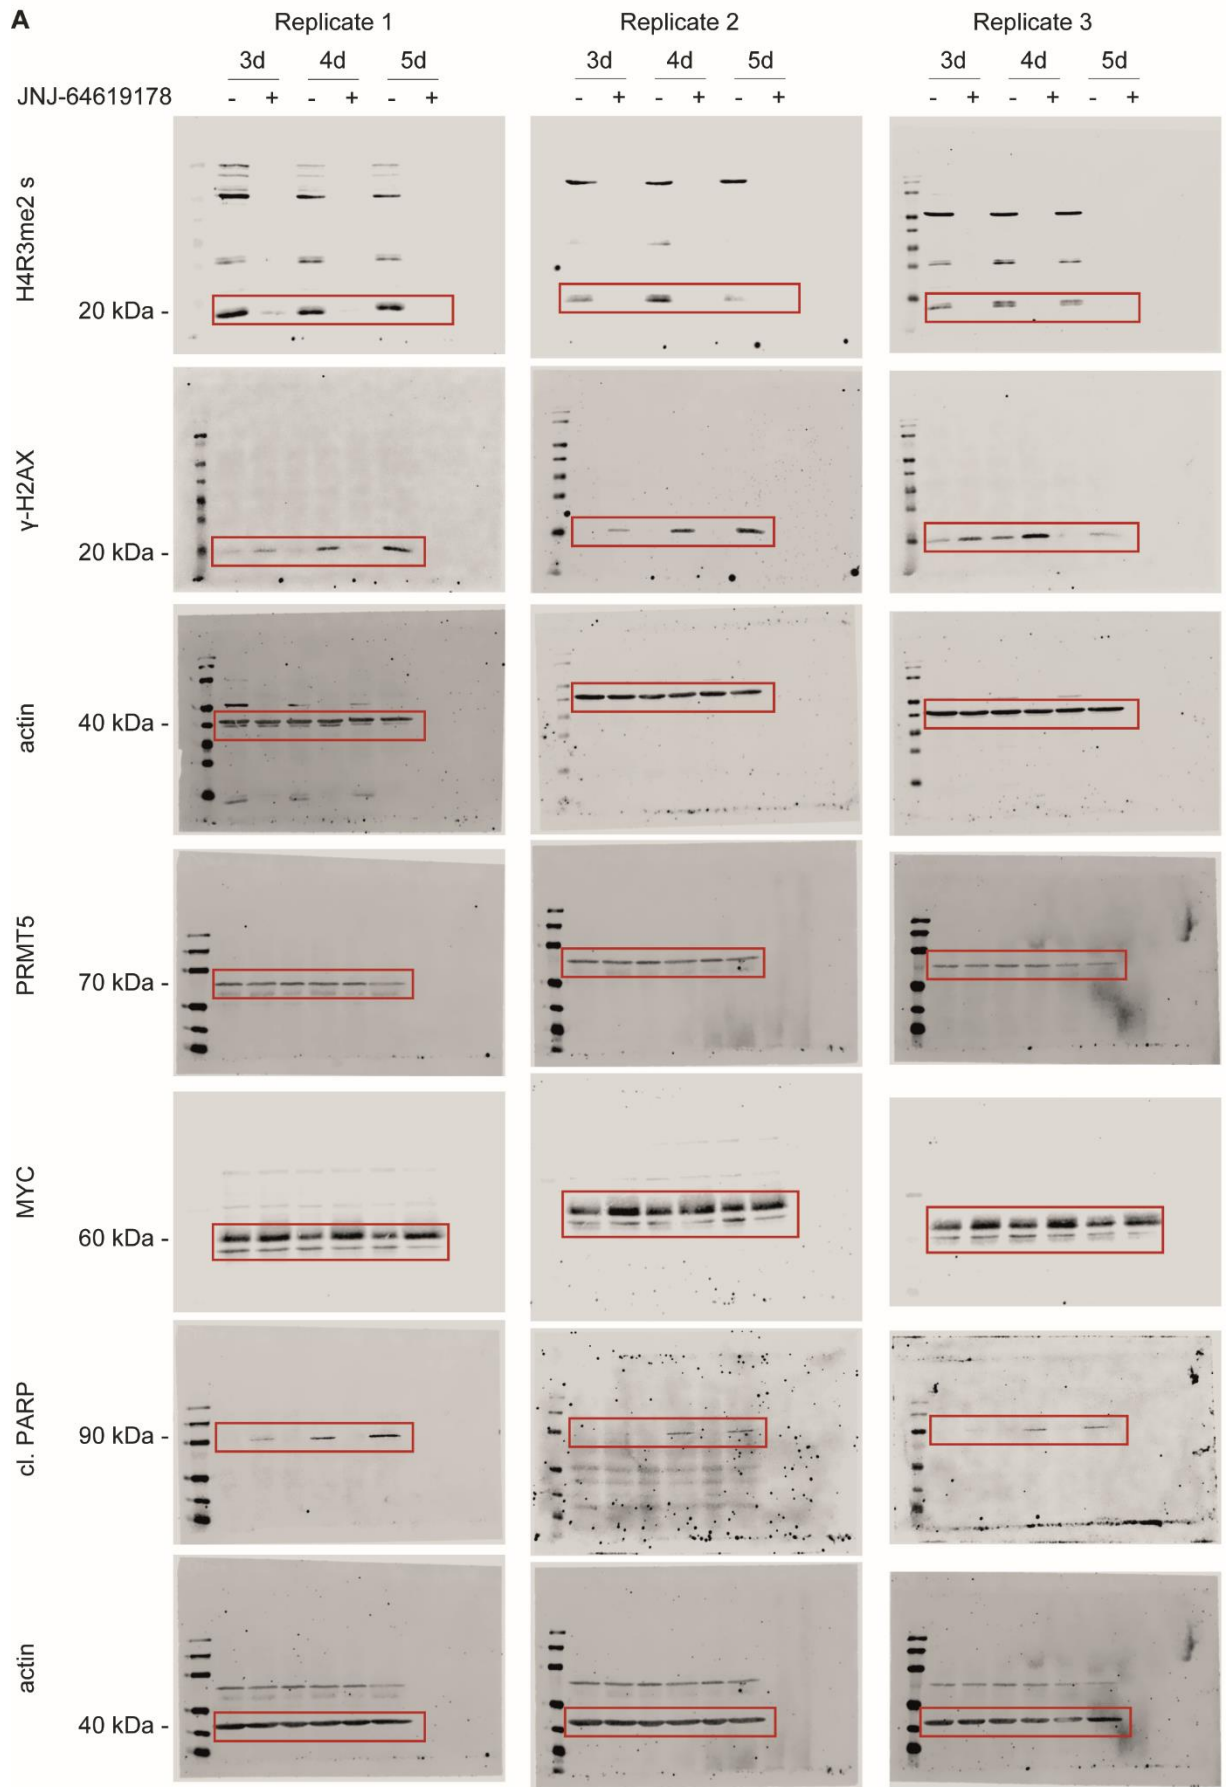 A
Replicate 1 Replicate 2 Replicate 3
3d 4d 5d 3d 4d 5d 3d 4d 5d
JNJ-64619178 - + - + - + - + - + - + - + - + - +
H4R3me2 s
20 kDa -
γ-H2AX
20 kDa -
actin
40 kDa -
PRMT5
70 kDa -
MYC
60 kDa -
cl. PARP
90 kDa -
actin
40 kDa -